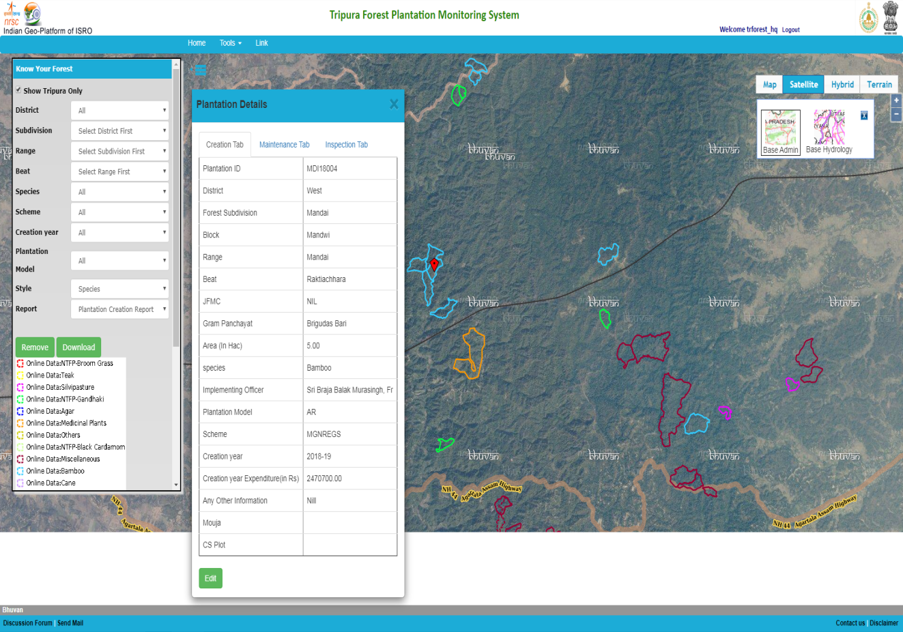 nrsc
Indian Geo-Platform of ISRO
Tripura Forest Plantation Monitoring System
Welcome trforest_hq Logout
Home Tools Link
Know Your Forest
Show Tripura Only
District All
Subdivision Select District First
Range Select Subdivision First
Beat Select Range First
Species All
Scheme All
Creation year All
Plantation Model All
Style Species
Report Plantation Creation Report
Remove Download
Online Data:NTFP-Broom Grass
Online Data:Teak
Online Data:Silvipasture
Online Data:NTFP-Gandhaki
Online Data:Agar
Online Data:Medicinal Plants
Online Data:Others
Online Data:NTFP-Black Cardamom
Online Data:Miscellaneous
Online Data:Bamboo
Online Data:Cane
Plantation Details X
Creation Tab Maintenance Tab Inspection Tab
Plantation ID MDI18004
District West
Forest Subdivision Mandai
Block Mandwi
Range Mandai
Beat Raktiachhara
JFMC NIL
Gram Panchayat Brigudas Bari
Area (In Hac) 5.00
species Bamboo
Implementing Officer Sri Braja Balak Murasingh, Fr
Plantation Model AR
Scheme MGNREGS
Creation year 2018-19
Creation year Expenditure(in Rs) 2470700.00
Any Other Information Nill
Mouja
CS Plot
Edit
Map Satellite Hybrid Terrain
+
−
Base Admin Base Hydrology
bhuvan bhuvan bhuvan bhuvan
bhuvan bhuvan bhuvan bhuvan
bhuvan bhuvan bhuvan bhuvan
NH 44 Agartala Assam Highway
NH 44 Agartala Assam Highway
NH 44
Bhuvan
Discussion Forum | Send Mail
Contact us | Disclaimer